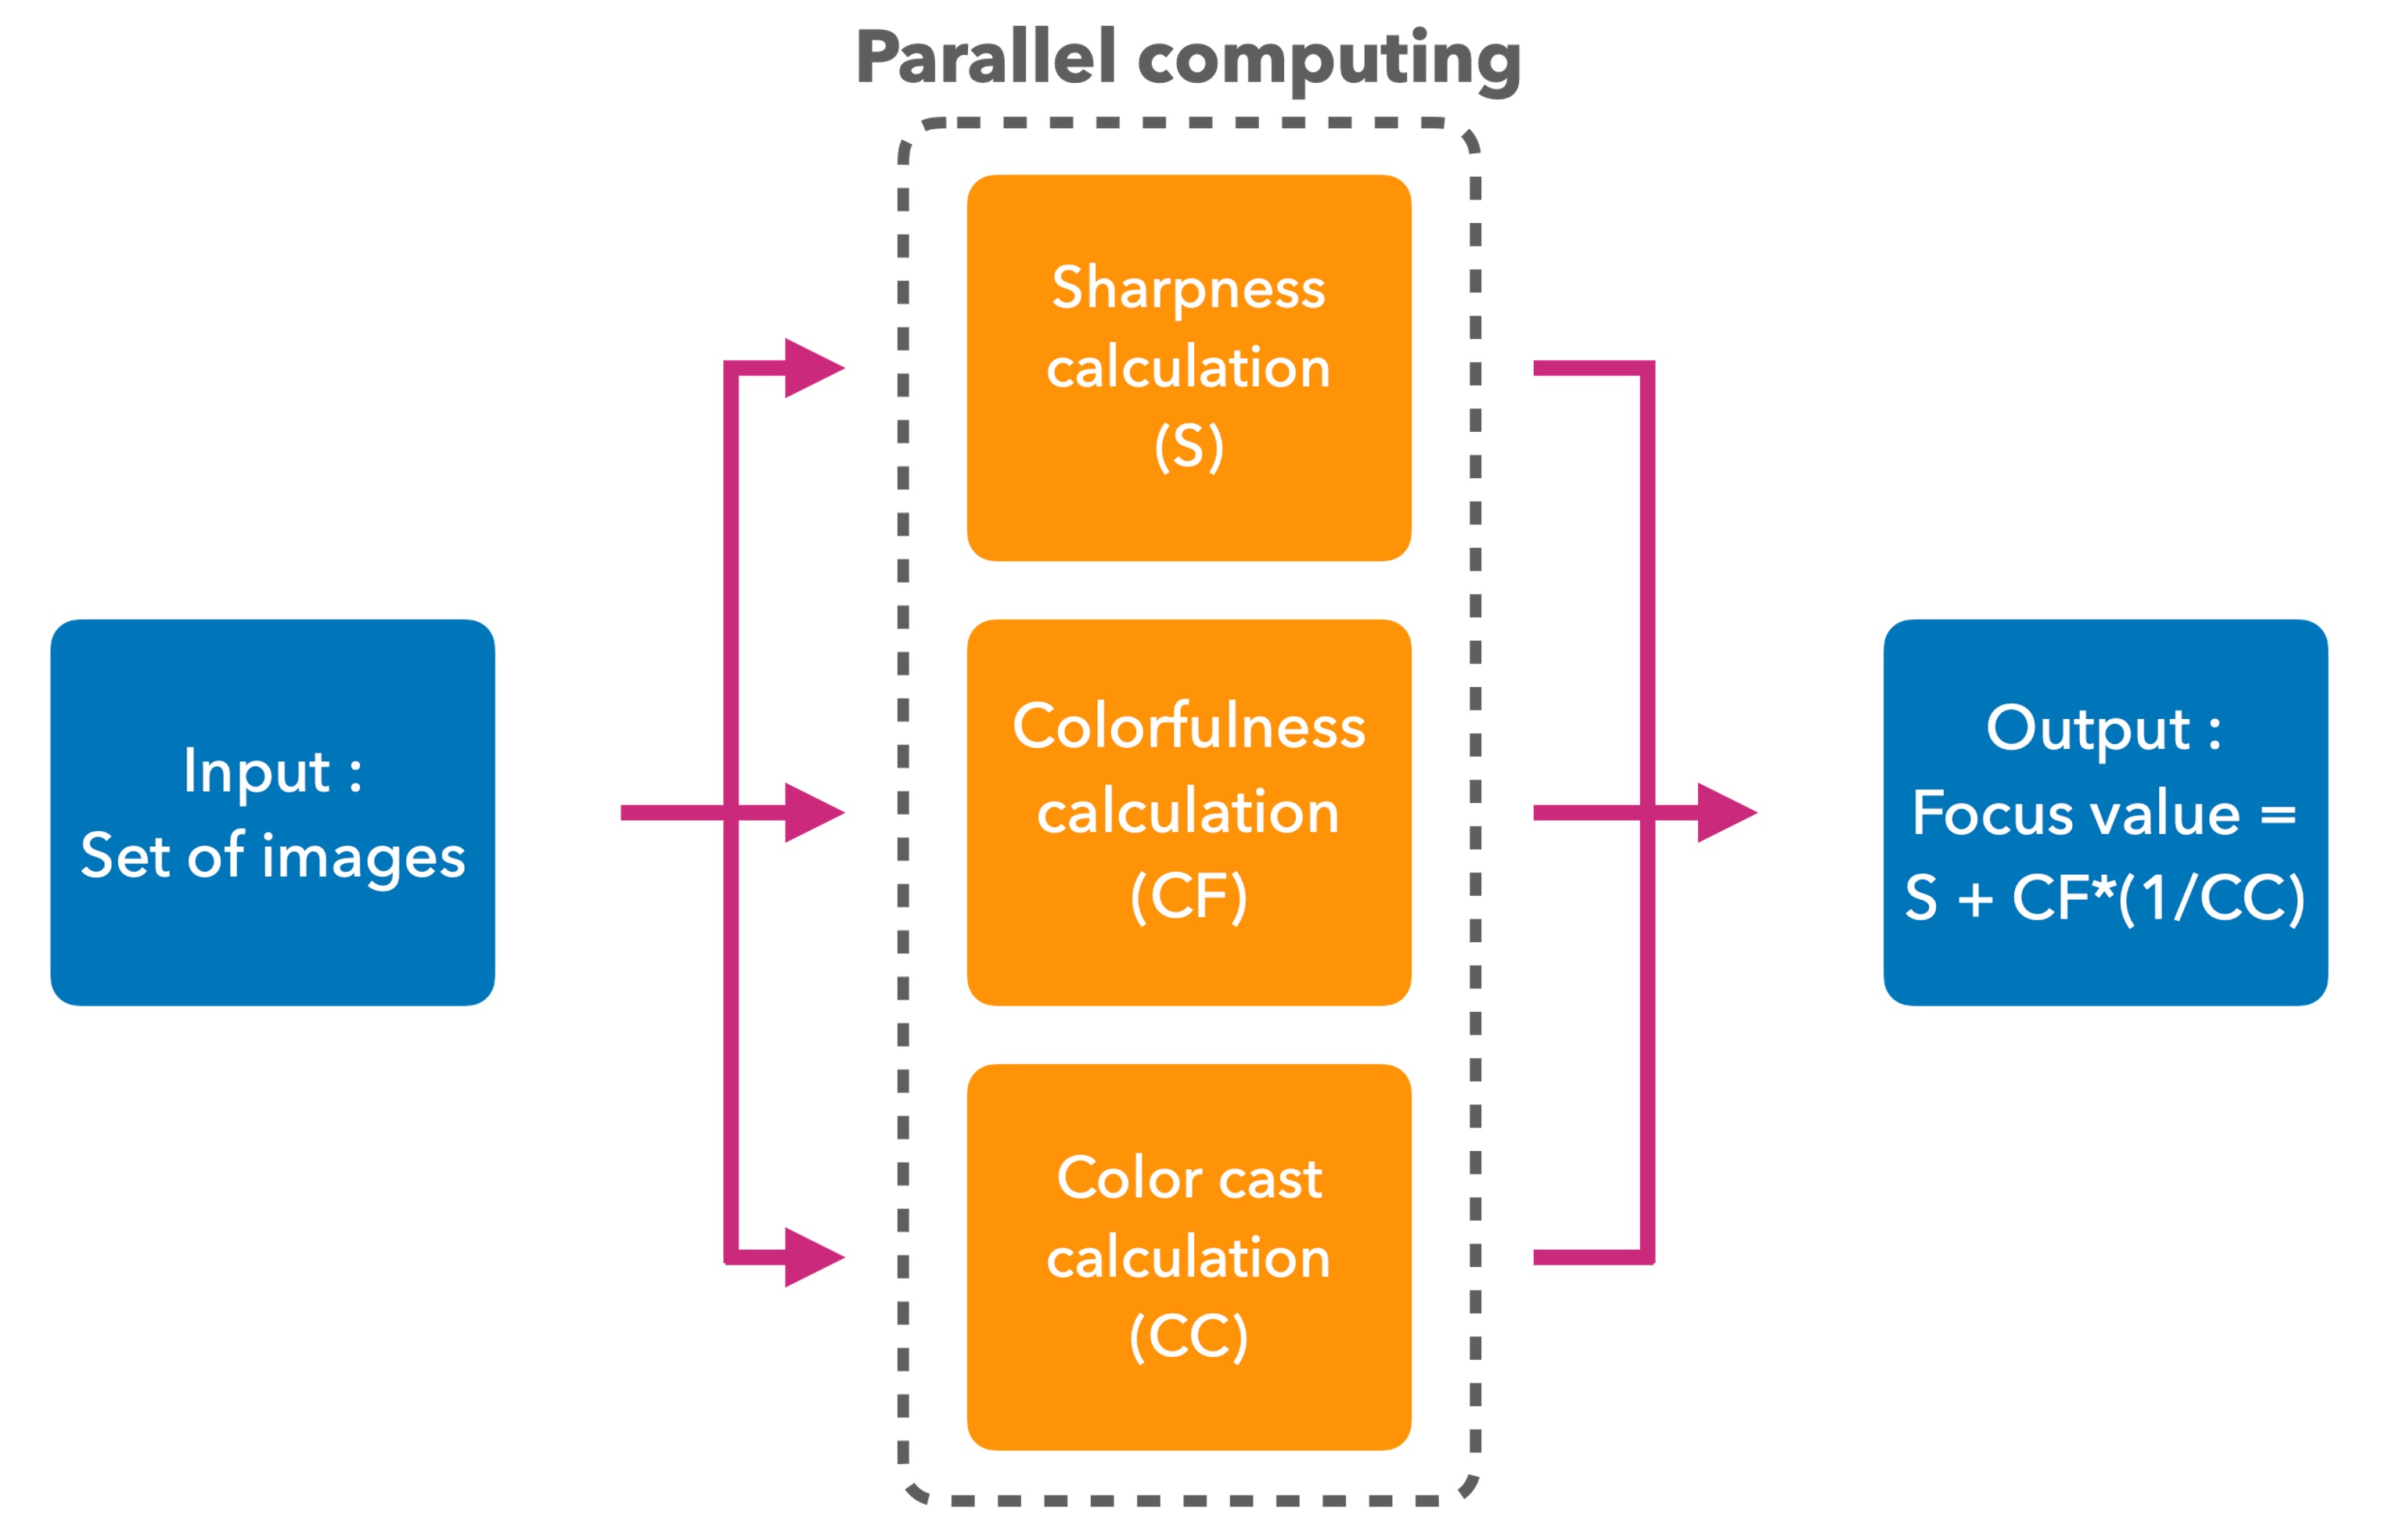 Parallel computing
Input :
Set of images
Sharpness
calculation
(S)
Colorfulness
calculation
(CF)
Color cast
calculation
(CC)
Output :
Focus value =
S + CF*(1/CC)